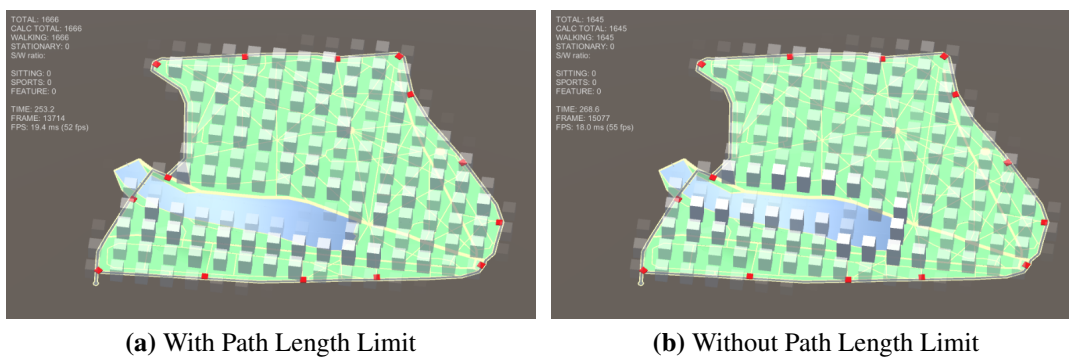 TOTAL: 1666
CALC TOTAL: 1666
WALKING: 1666
STATIONARY: 0
S/W ratio:
SITTING: 0
SPORTS: 0
FEATURE: 0
TIME: 253.2
FRAME: 13714
FPS: 19.4 ms (52 fps)
TOTAL: 1645
CALC TOTAL: 1645
WALKING: 1645
STATIONARY: 0
S/W ratio:
SITTING: 0
SPORTS: 0
FEATURE: 0
TIME: 268.6
FRAME: 15077
FPS: 18.0 ms (55 fps)
(a) With Path Length Limit
(b) Without Path Length Limit